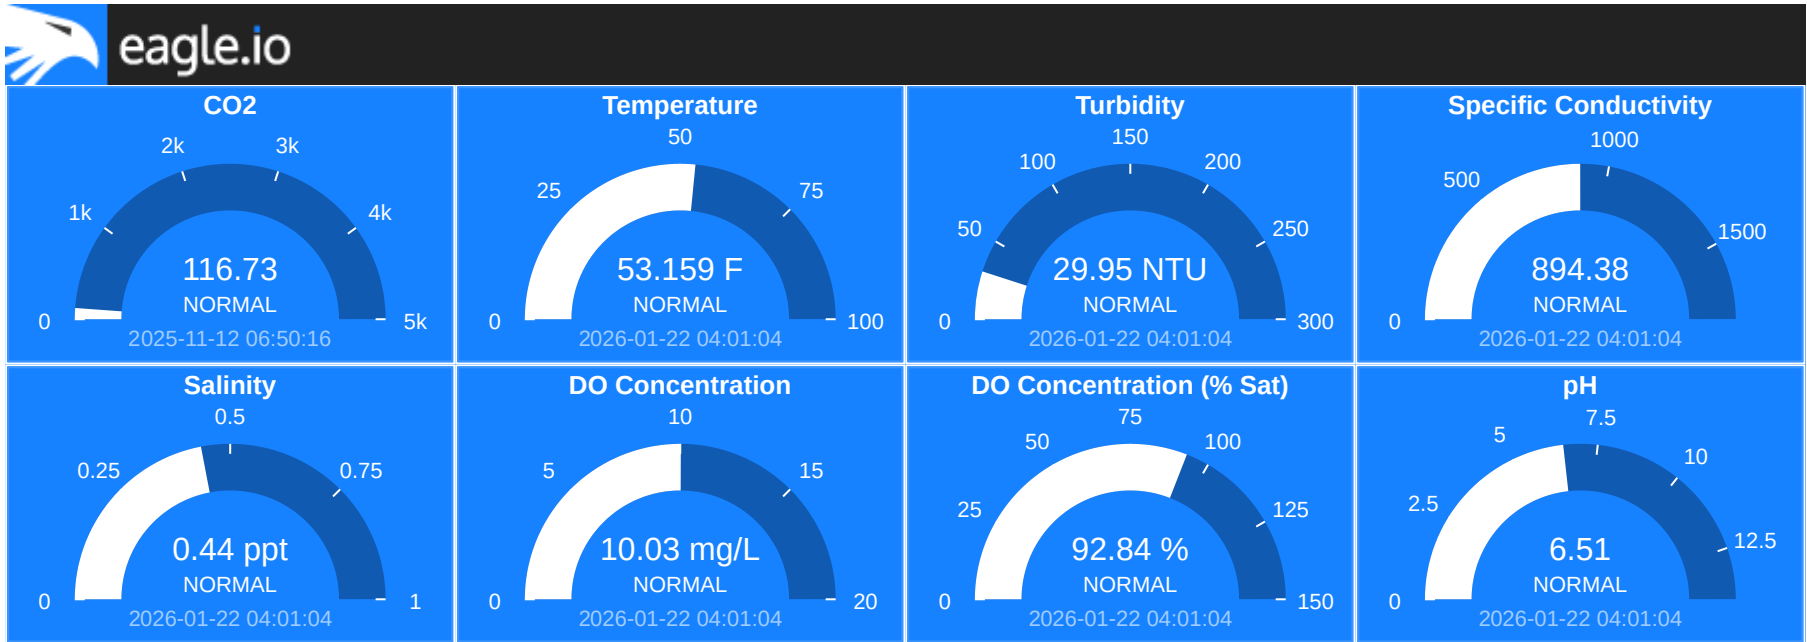 eagle.io
CO2
0
1k
2k
3k
4k
5k
116.73
NORMAL
2025-11-12 06:50:16
Temperature
0
25
50
75
100
53.159 F
NORMAL
2026-01-22 04:01:04
Turbidity
0
50
100
150
200
250
300
29.95 NTU
NORMAL
2026-01-22 04:01:04
Specific Conductivity
0
500
1000
1500
894.38
NORMAL
2026-01-22 04:01:04
Salinity
0
0.25
0.5
0.75
1
0.44 ppt
NORMAL
2026-01-22 04:01:04
DO Concentration
0
5
10
15
20
10.03 mg/L
NORMAL
2026-01-22 04:01:04
DO Concentration (% Sat)
0
25
50
75
100
125
150
92.84 %
NORMAL
2026-01-22 04:01:04
pH
0
2.5
5
7.5
10
12.5
6.51
NORMAL
2026-01-22 04:01:04